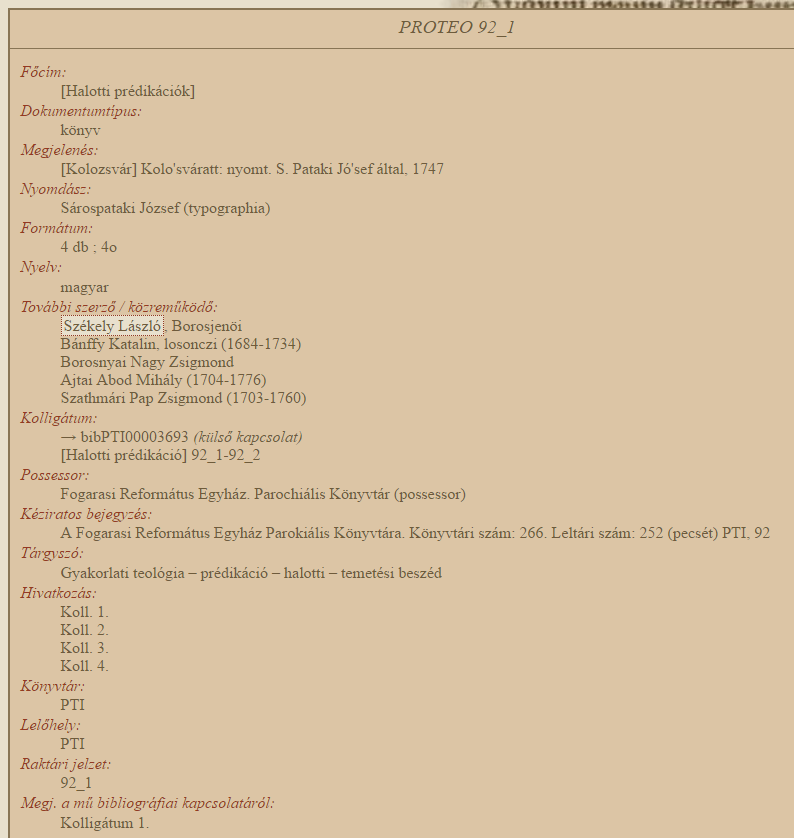 PROTEO 92_1
Főcím:
[Halotti prédikációk]
Dokumentumtípus:
könyv
Megjelenés:
[Kolozsvár] Kolo'sváratt: nyomt. S. Pataki Jó'sef által, 1747
Nyomdász:
Sárospataki József (typographia)
Formátum:
4 db ; 4o
Nyelv:
magyar
További szerző / közreműködő:
Székely László, Borosjenöi
Bánffy Katalin, losonczi (1684-1734)
Borosnyai Nagy Zsigmond
Ajtai Abod Mihály (1704-1776)
Szathmári Pap Zsigmond (1703-1760)
Kolligátum:
→ bibPTI00003693 (külső kapcsolat)
[Halotti prédikáció] 92_1-92_2
Possessor:
Fogarasi Református Egyház. Parochiális Könyvtár (possessor)
Kéziratos bejegyzés:
A Fogarasi Református Egyház Parokiális Könyvtára. Könyvtári szám: 266. Leltári szám: 252 (pecsét) PTI, 92
Tárgyszó:
Gyakorlati teológia – prédikáció – halotti – temetési beszéd
Hivatkozás:
Koll. 1.
Koll. 2.
Koll. 3.
Koll. 4.
Könyvtár:
PTI
Lelőhely:
PTI
Raktári jelzet:
92_1
Megj. a mű bibliográfiai kapcsolatáról:
Kolligátum 1.